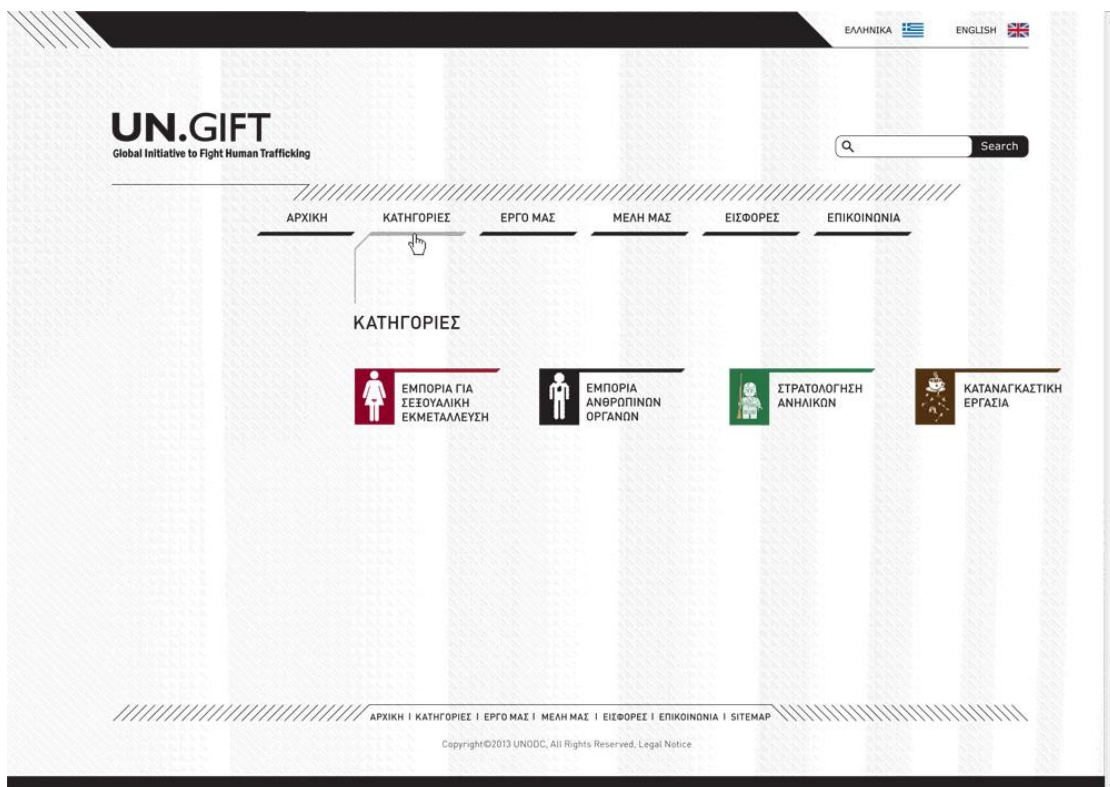 ΕΛΛΗΝΙΚΑ ENGLISH
UN.GIFT
Global Initiative to Fight Human Trafficking
Search
ΑΡΧΙΚΗ ΚΑΤΗΓΟΡΙΕΣ ΕΡΓΟ ΜΑΣ ΜΕΛΗ ΜΑΣ ΕΙΣΦΟΡΕΣ ΕΠΙΚΟΙΝΩΝΙΑ
ΚΑΤΗΓΟΡΙΕΣ
ΕΜΠΟΡΙΑ ΓΙΑ
ΣΕΞΟΥΑΛΙΚΗ
ΕΚΜΕΤΑΛΛΕΥΣΗ
ΕΜΠΟΡΙΑ
ΑΝΘΡΩΠΙΝΩΝ
ΟΡΓΑΝΩΝ
ΣΤΡΑΤΟΛΟΓΗΣΗ
ΑΝΗΛΙΚΩΝ
ΚΑΤΑΝΑΓΚΑΣΤΙΚΗ
ΕΡΓΑΣΙΑ
ΑΡΧΙΚΗ Ι ΚΑΤΗΓΟΡΙΕΣ Ι ΕΡΓΟ ΜΑΣ Ι ΜΕΛΗ ΜΑΣ Ι ΕΙΣΦΟΡΕΣ Ι ΕΠΙΚΟΙΝΩΝΙΑ Ι SITEMAP
Copyright©2013 UNODC, All Rights Reserved, Legal Notice